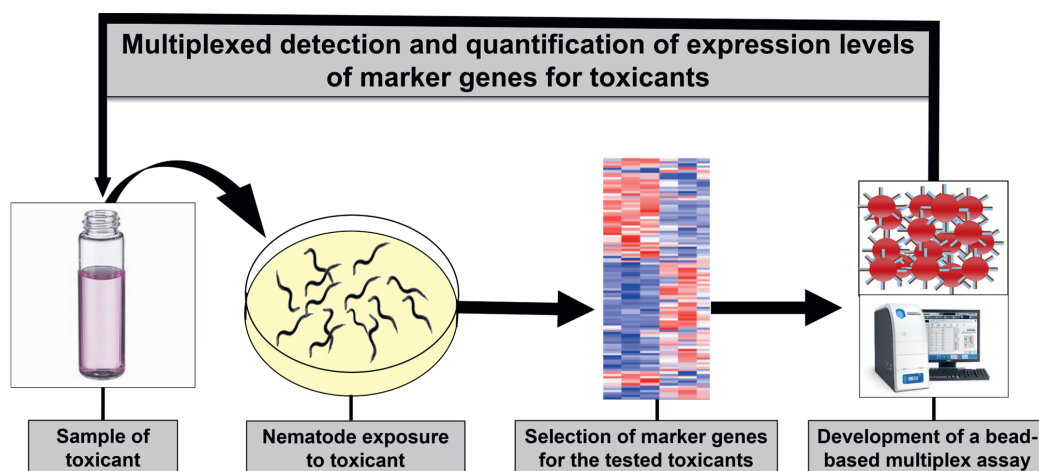 Multiplexed detection and quantification of expression levels
of marker genes for toxicants
Sample of
toxicant
Nematode exposure
to toxicant
Selection of marker genes
for the tested toxicants
Development of a bead-
based multiplex assay